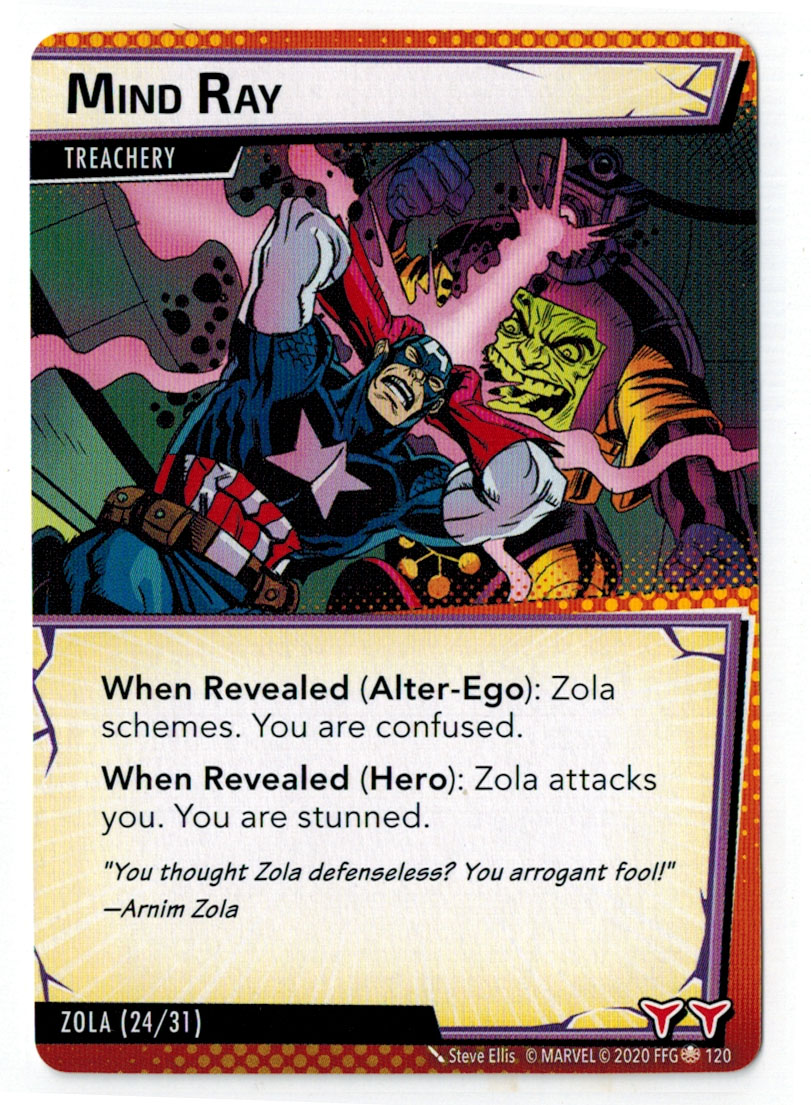 MIND RAY
TREACHERY
When Revealed (Alter-Ego): Zola
schemes. You are confused.
When Revealed (Hero): Zola attacks
you. You are stunned.
"You thought Zola defenseless? You arrogant fool!"
—Arnim Zola
ZOLA (24/31)
Steve Ellis © MARVEL © 2020 FFG 120